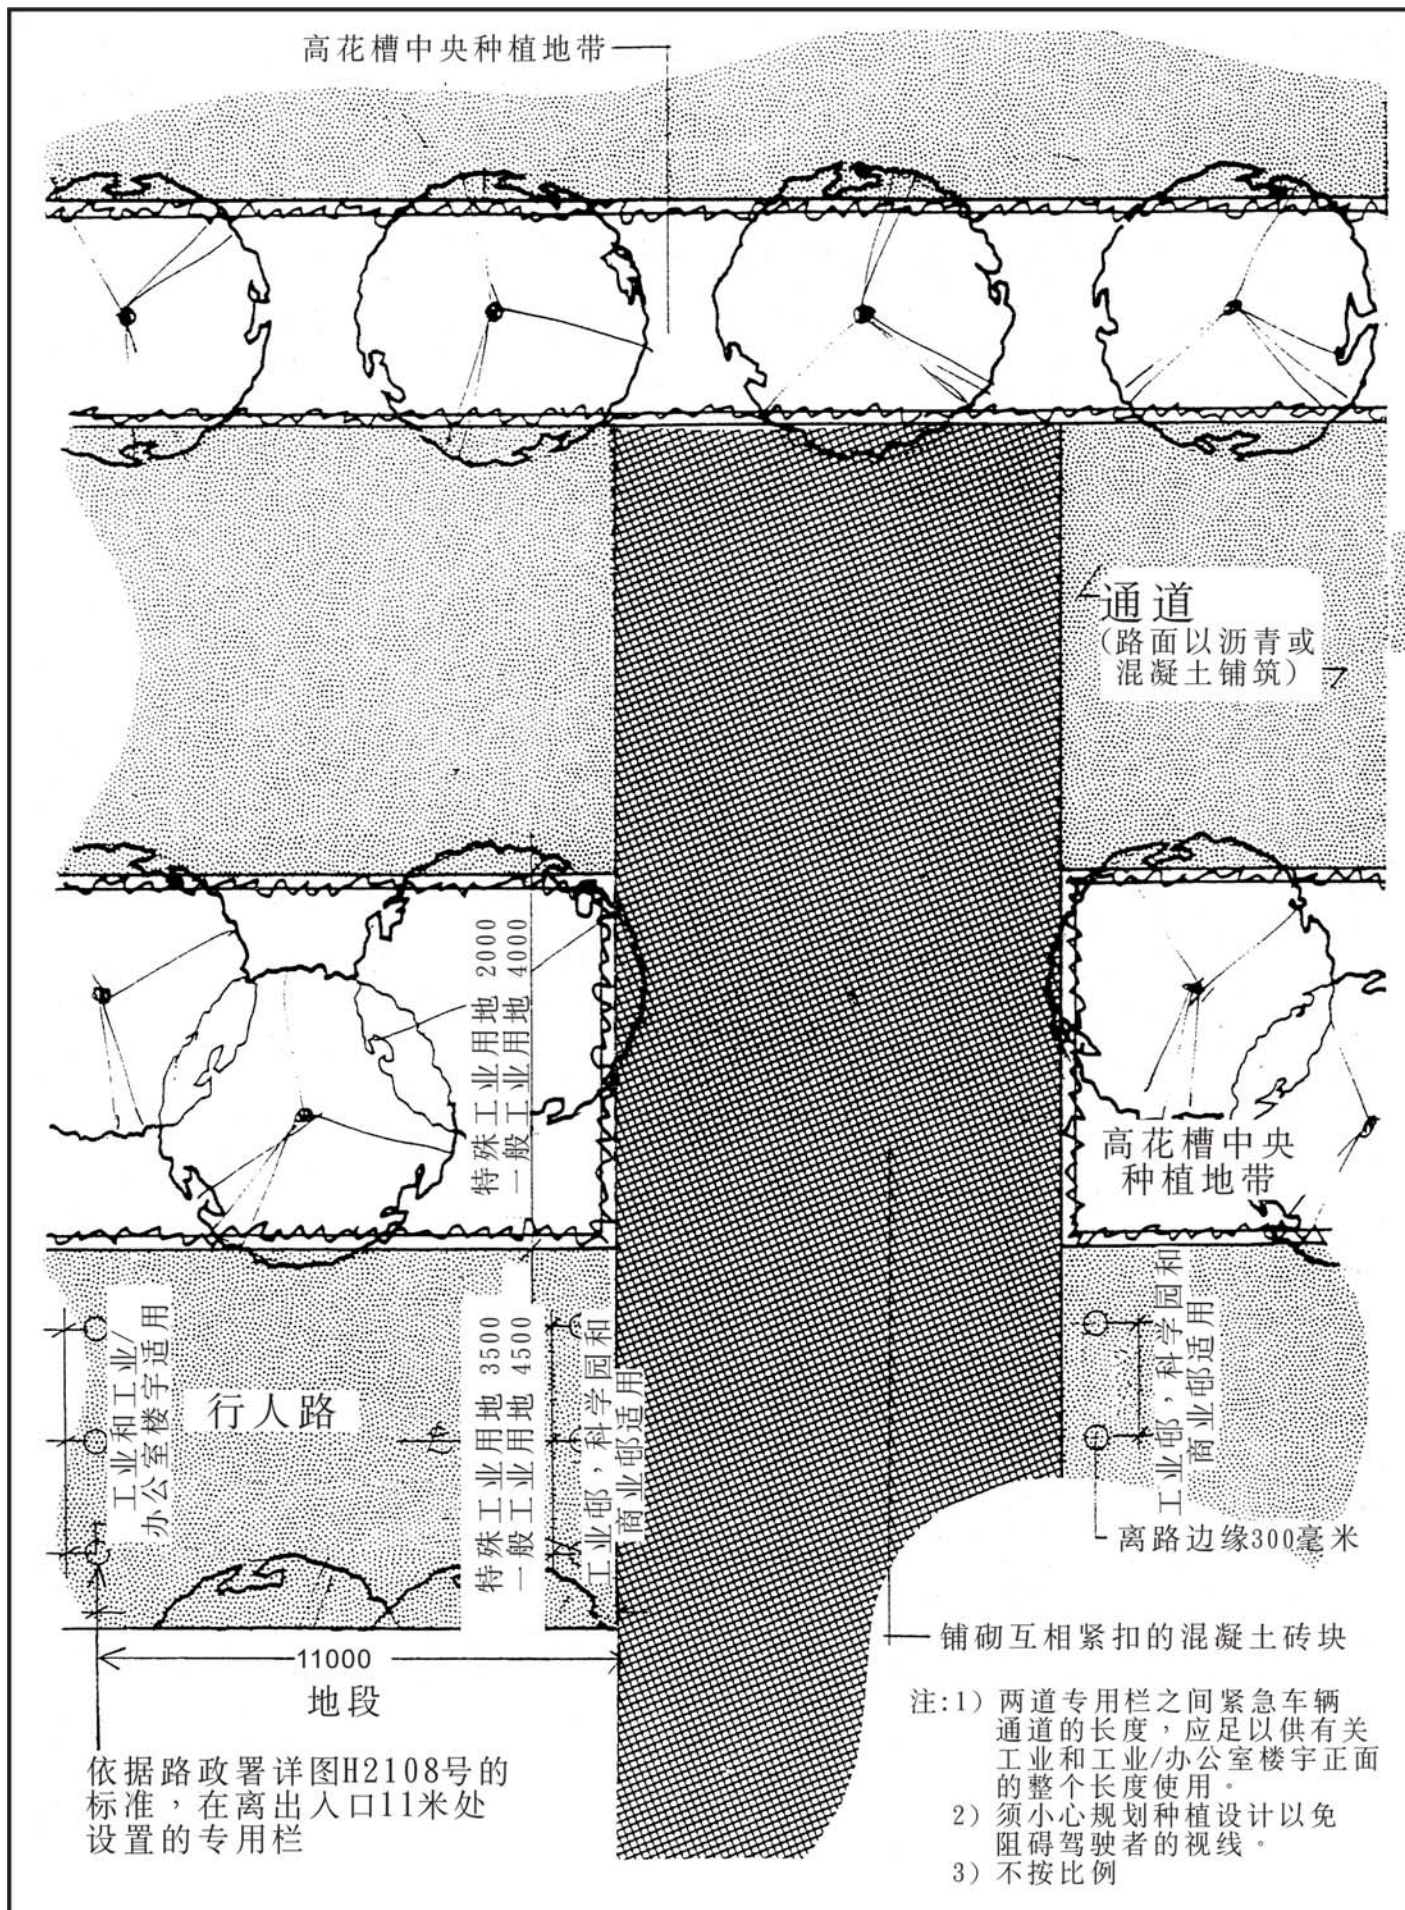 高花槽中央种植地带
通道
(路面以沥青或
混凝土铺筑)
特殊工业用地 2000
一般工业用地 4000
高花槽中央
种植地带
工业和工业/
办公室楼宇适用
行人路
特殊工业用地 3500
一般工业用地 4500
工业邨，科学园和
商业邨适用
工业邨，科学园和
商业邨适用
离路边缘300毫米
铺砌互相紧扣的混凝土砖块
11000
地段
依据路政署详图H2108号的
标准，在离出入口11米处
设置的专用栏
注:1) 两道专用栏之间紧急车辆
通道的长度，应足以供有关
工业和工业/办公室楼宇正面
的整个长度使用。
2) 须小心规划种植设计以免
阻碍驾驶者的视线。
3) 不按比例